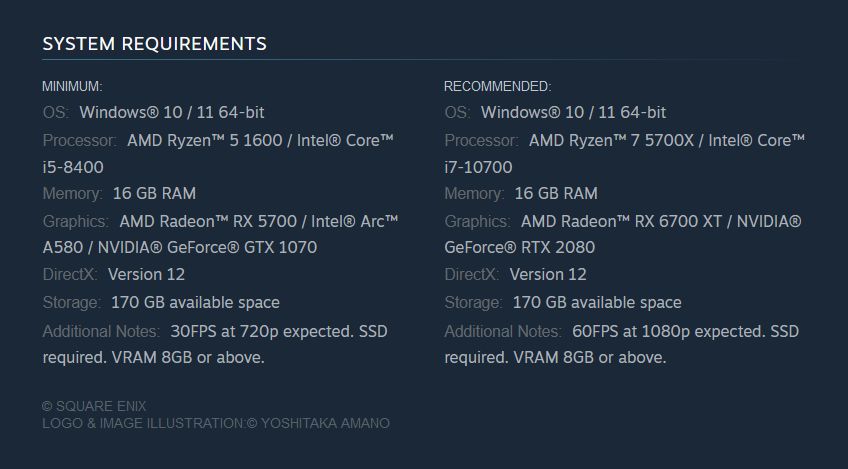 SYSTEM REQUIREMENTS
MINIMUM:
OS: Windows® 10 / 11 64-bit
Processor: AMD Ryzen™ 5 1600 / Intel® Core™
i5-8400
Memory: 16 GB RAM
Graphics: AMD Radeon™ RX 5700 / Intel® Arc™
A580 / NVIDIA® GeForce® GTX 1070
DirectX: Version 12
Storage: 170 GB available space
Additional Notes: 30FPS at 720p expected. SSD
required. VRAM 8GB or above.
RECOMMENDED:
OS: Windows® 10 / 11 64-bit
Processor: AMD Ryzen™ 7 5700X / Intel® Core™
i7-10700
Memory: 16 GB RAM
Graphics: AMD Radeon™ RX 6700 XT / NVIDIA®
GeForce® RTX 2080
DirectX: Version 12
Storage: 170 GB available space
Additional Notes: 60FPS at 1080p expected. SSD
required. VRAM 8GB or above.
© SQUARE ENIX
LOGO & IMAGE ILLUSTRATION:© YOSHITAKA AMANO